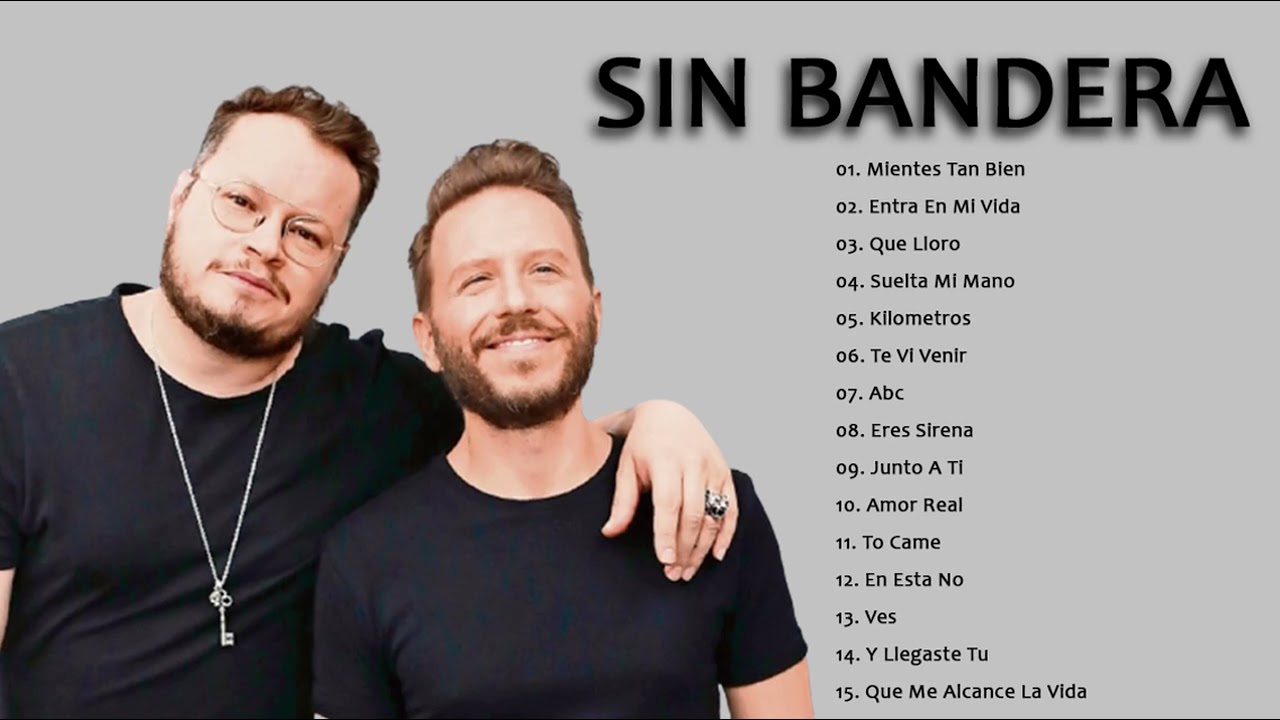 SIN BANDERA
01. Mientes Tan Bien
02. Entra En Mi Vida
03. Que Lloro
04. Suelta Mi Mano
05. Kilometros
06. Te Vi Venir
07. Abc
08. Eres Sirena
09. Junto A Ti
10. Amor Real
11. To Came
12. En Esta No
13. Ves
14. Y Llegaste Tu
15. Que Me Alcance La Vida